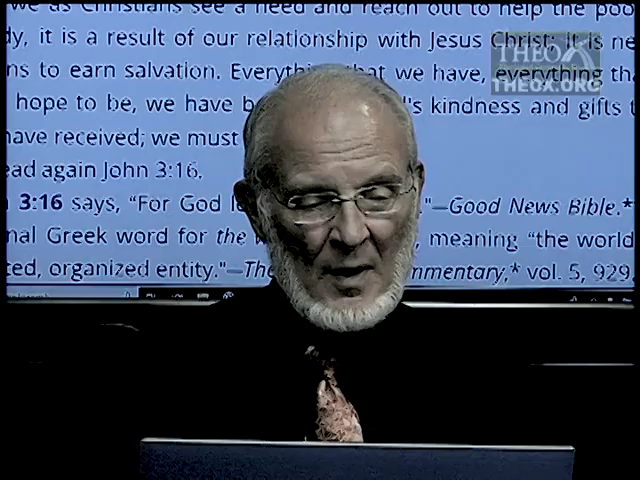 we as Christians see a need and reach out to help the poo
dy, it is a result of our relationship with Jesus Christ; it is ne
ns to earn salvation. Everything that we have, everything th
hope to be, we have b 's kindness and gifts
have received; we must
ead again John 3:16.
3:16 says, "For God "—Good News Bible.*
nal Greek word for the , meaning "the world
ted, organized entity."—The mmentary,* vol. 5, 929
THEOX
THEOX.ORG